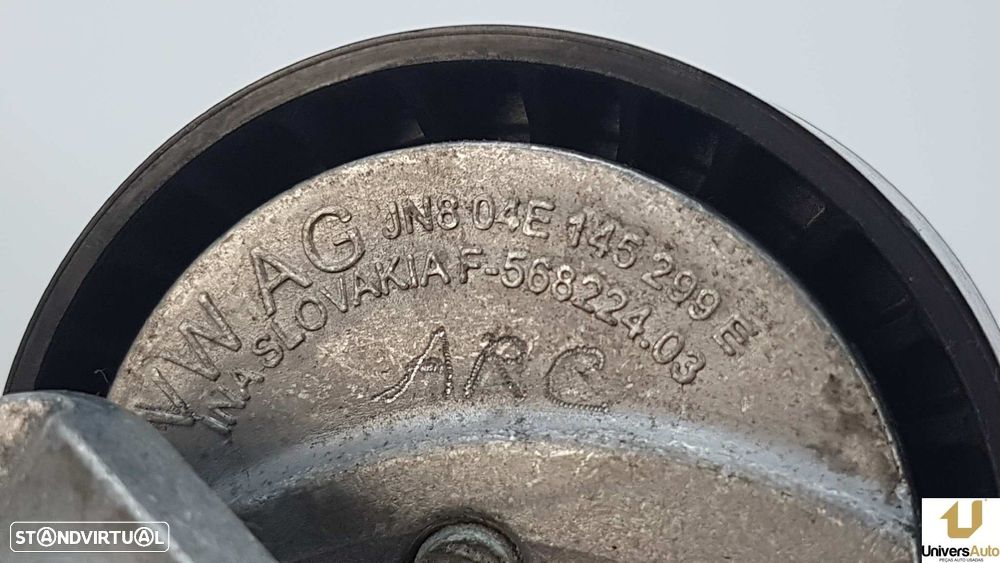 VW AG JN8 04E 145 299 E
INA SLOVAKIA F-568224.03
ARC
STANDVIRTUAL
UniversAuto
PEÇAS AUTO USADAS